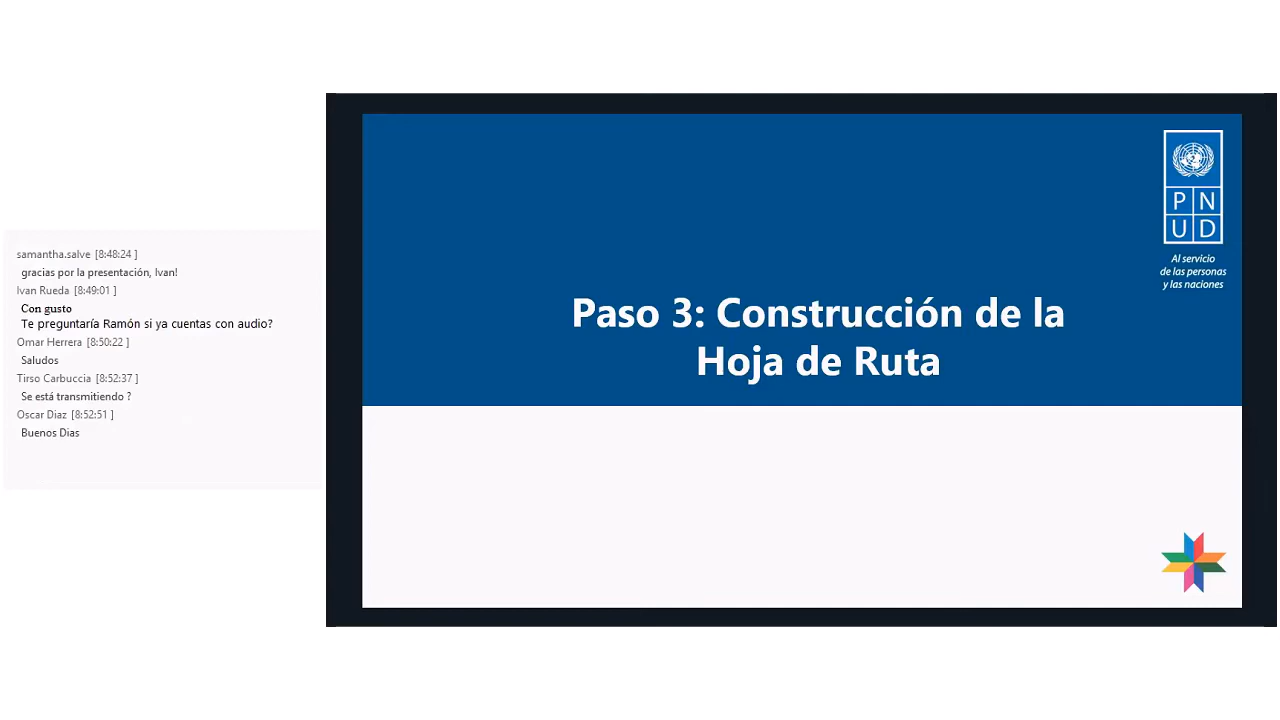 samantha.salve [8:48:24 ]
gracias por la presentación, Ivan!
Ivan Rueda [8:49:01 ]
Con gusto
Te preguntaría Ramón si ya cuentas con audio?
Omar Herrera [8:50:22 ]
Saludos
Tirso Carbuccia [8:52:37 ]
Se está transmitiendo ?
Oscar Diaz [8:52:51 ]
Buenos Dias
P N
U D
Al servicio
de las personas
y las naciones
Paso 3: Construcción de la
Hoja de Ruta